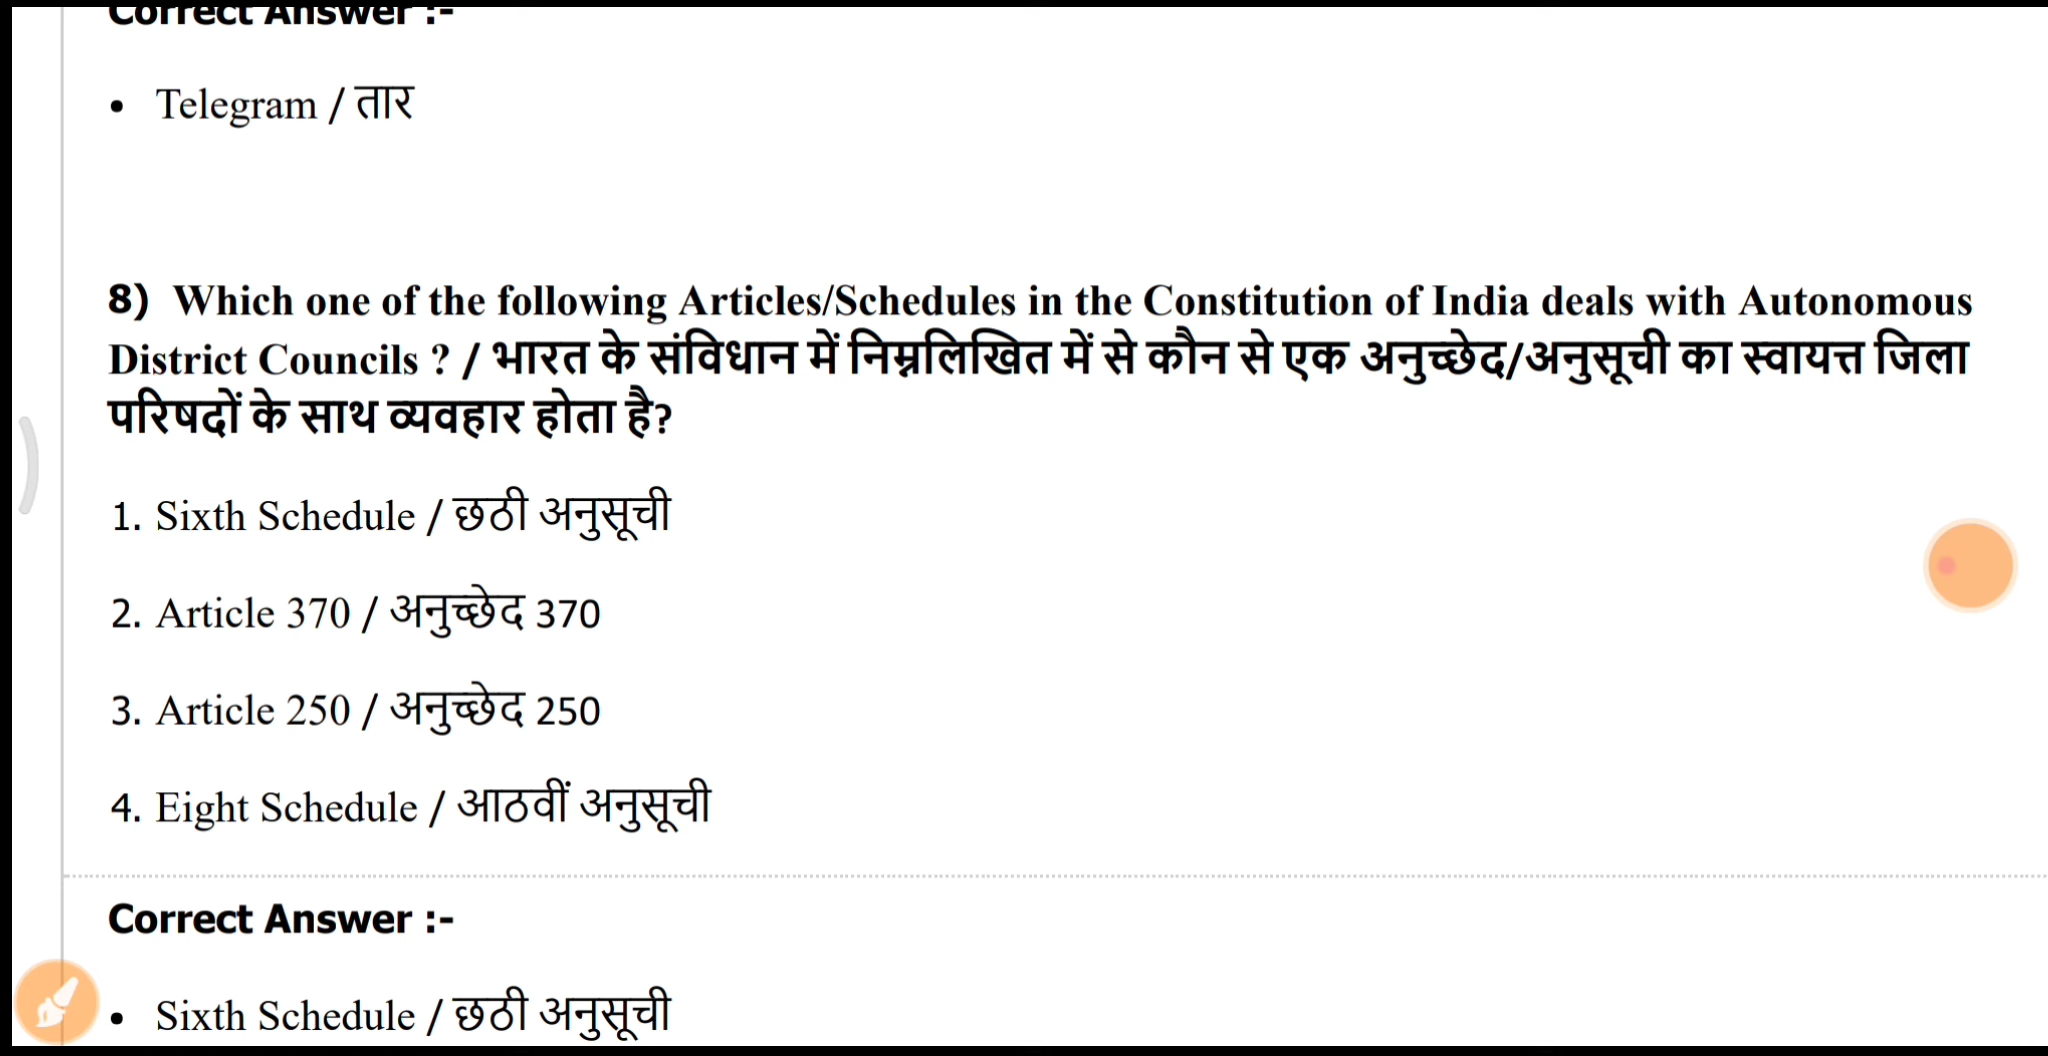 Correct Answer :-
• Telegram / तार
8) Which one of the following Articles/Schedules in the Constitution of India deals with Autonomous
District Councils ? / भारत के संविधान में निम्नलिखित में से कौन से एक अनुच्छेद/अनुसूची का स्वायत्त जिला
परिषदों के साथ व्यवहार होता है?
1. Sixth Schedule / छठी अनुसूची
2. Article 370 / अनुच्छेद 370
3. Article 250 / अनुच्छेद 250
4. Eight Schedule / आठवीं अनुसूची
Correct Answer :-
• Sixth Schedule / छठी अनुसूची